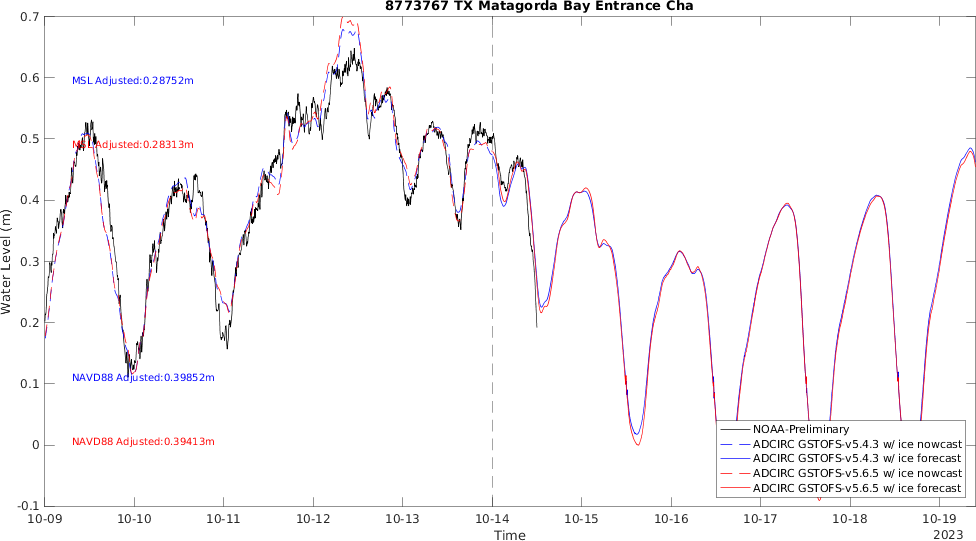 8773767 TX Matagorda Bay Entrance Cha
0.7
0.6
0.5
0.4
0.3
0.2
0.1
0
-0.1
Water Level (m)
MSL Adjusted:0.28752m
MSL Adjusted:0.28313m
NAVD88 Adjusted:0.39852m
NAVD88 Adjusted:0.39413m
NOAA-Preliminary
ADCIRC GSTOFS-v5.4.3 w/ ice nowcast
ADCIRC GSTOFS-v5.4.3 w/ ice forecast
ADCIRC GSTOFS-v5.6.5 w/ ice nowcast
ADCIRC GSTOFS-v5.6.5 w/ ice forecast
10-09 10-10 10-11 10-12 10-13 10-14 10-15 10-16 10-17 10-18 10-19
Time
2023